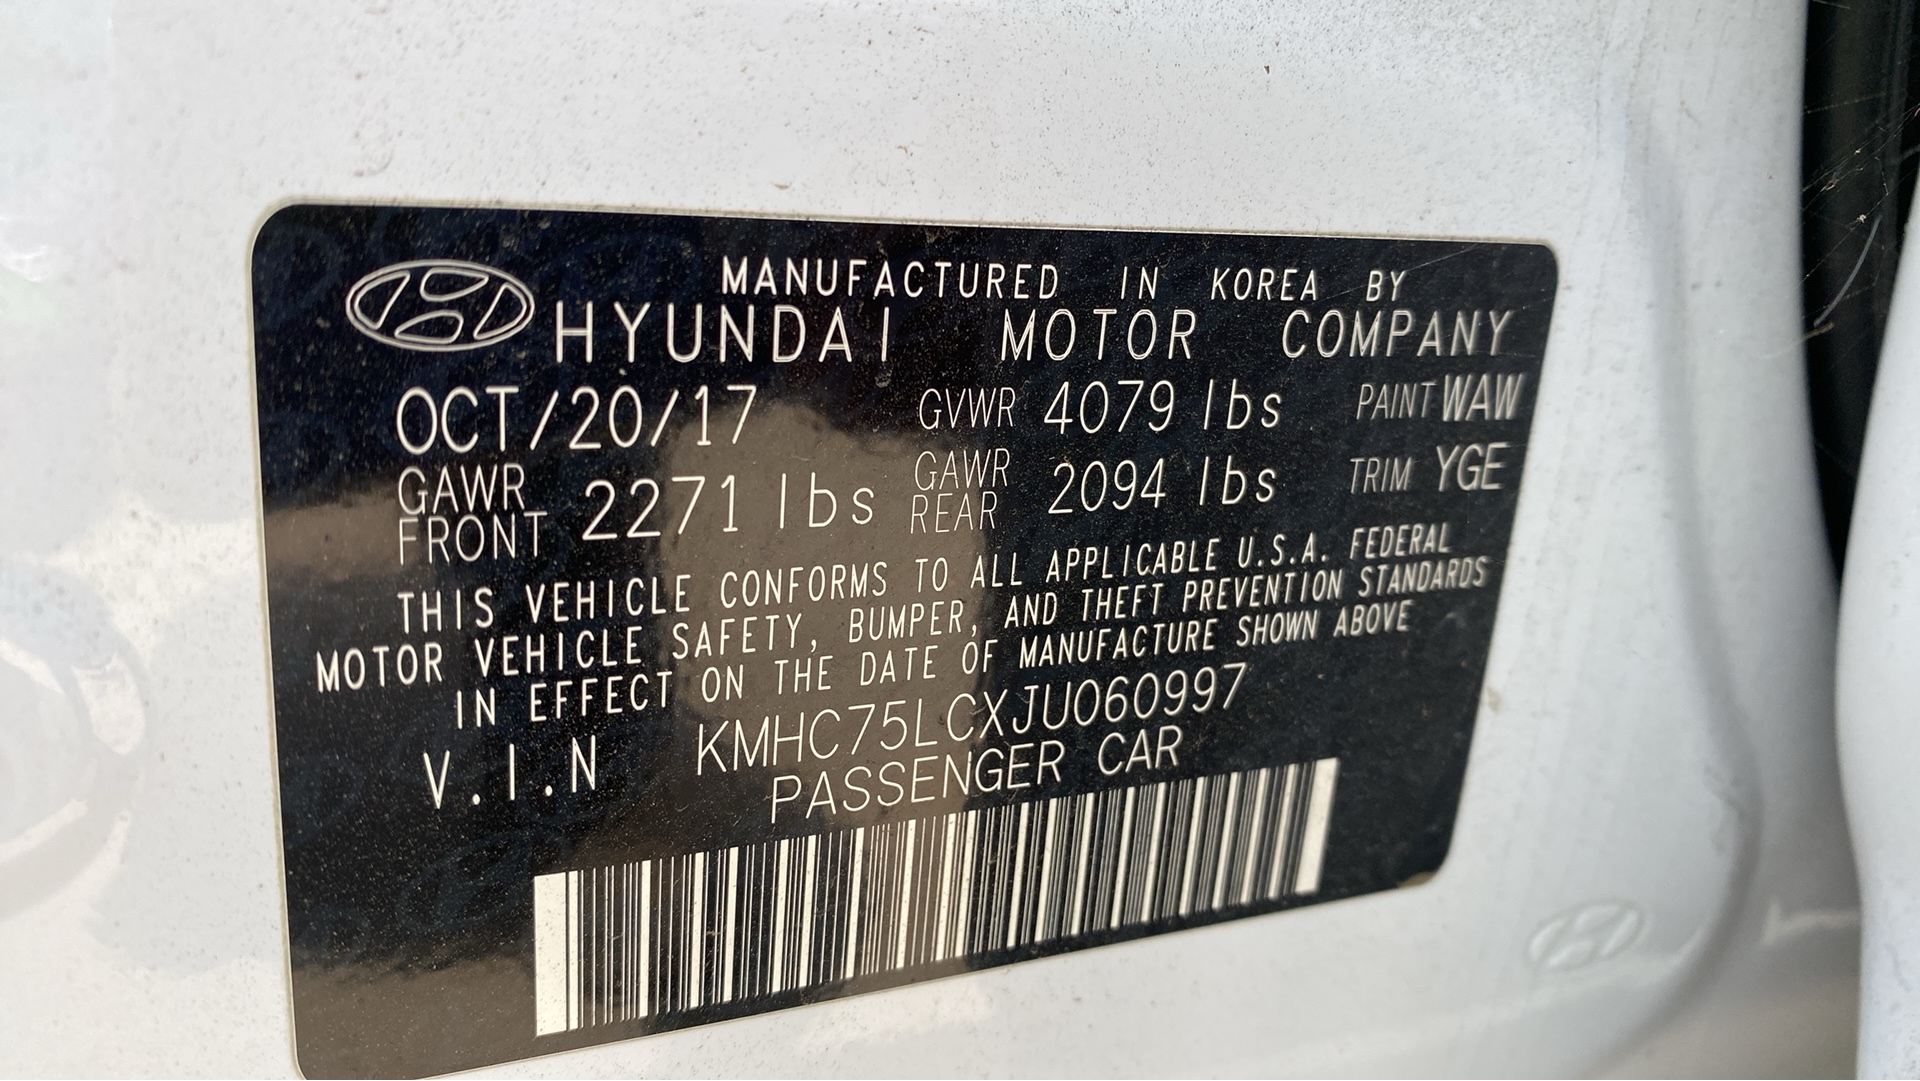 MANUFACTURED IN KOREA BY
HYUNDAI MOTOR COMPANY
OCT/20/17 GVWR 4079 lbs PAINT WAW
GAWR FRONT 2271 lbs GAWR REAR 2094 lbs TRIM YGE
THIS VEHICLE CONFORMS TO ALL APPLICABLE U.S.A. FEDERAL
MOTOR VEHICLE SAFETY, BUMPER, AND THEFT PREVENTION STANDARDS
IN EFFECT ON THE DATE OF MANUFACTURE SHOWN ABOVE
V.I.N KMHC75LCXJU060997
PASSENGER CAR